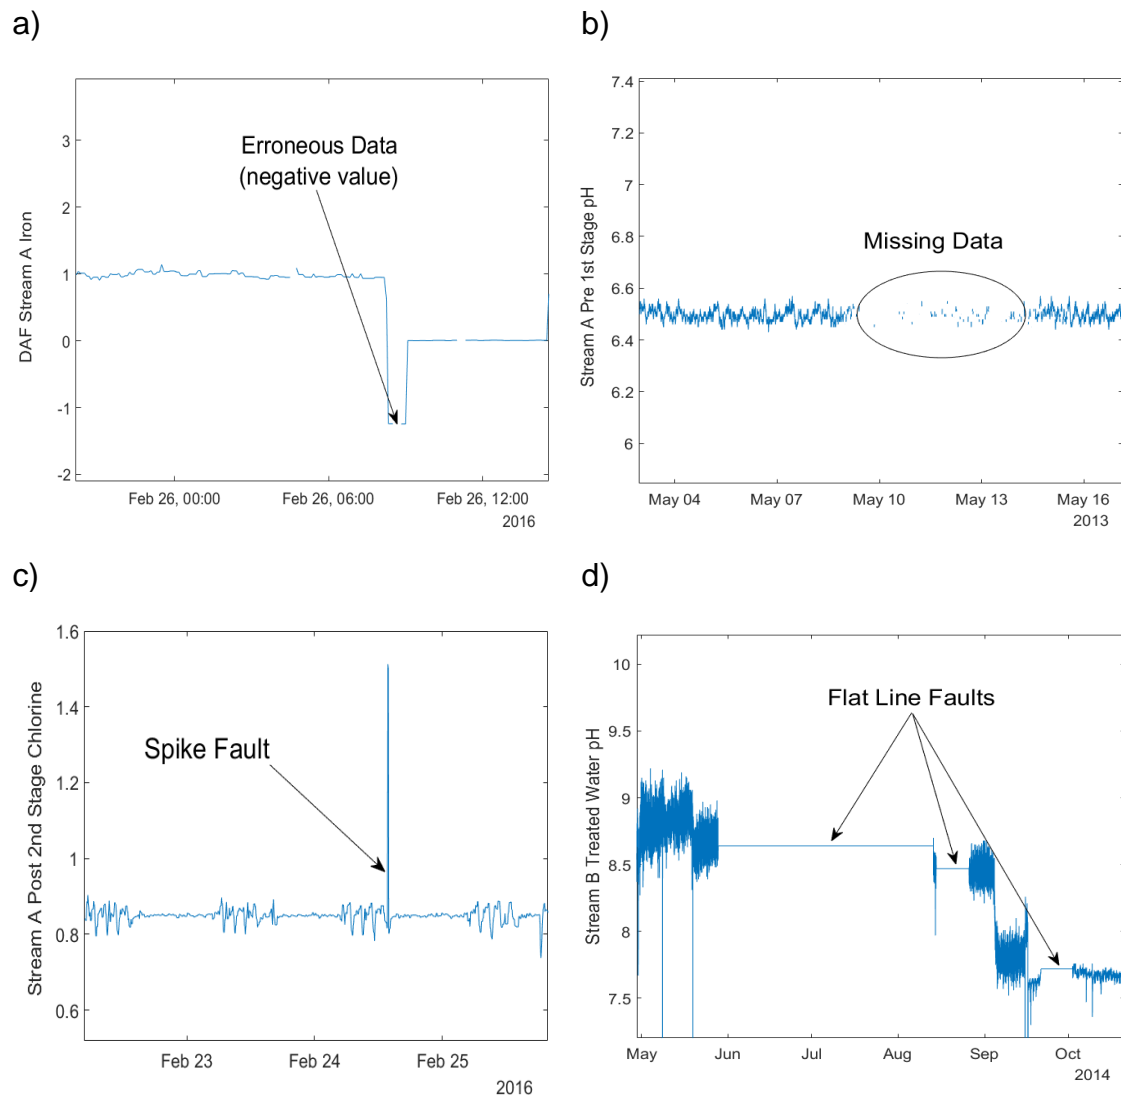 a)
Erroneous Data
(negative value)
DAF Stream A Iron
3
2
1
0
-1
-2
Feb 26, 00:00 Feb 26, 06:00 Feb 26, 12:00
2016
b)
Missing Data
Stream A Pre 1st Stage pH
7.4
7.2
7
6.8
6.6
6.4
6.2
6
May 04 May 07 May 10 May 13 May 16
2013
c)
Spike Fault
Stream A Post 2nd Stage Chlorine
1.6
1.4
1.2
1
0.8
0.6
Feb 23 Feb 24 Feb 25
2016
d)
Flat Line Faults
Stream B Treated Water pH
10
9.5
9
8.5
8
7.5
May Jun Jul Aug Sep Oct
2014